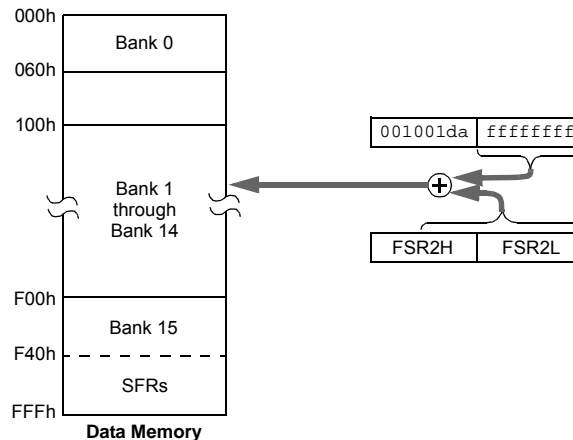 000h
Bank 0
060h
100h
001001da ffffffff
Bank 1
through
Bank 14
FSR2H FSR2L
F00h
Bank 15
F40h
SFRs
FFFh
Data Memory